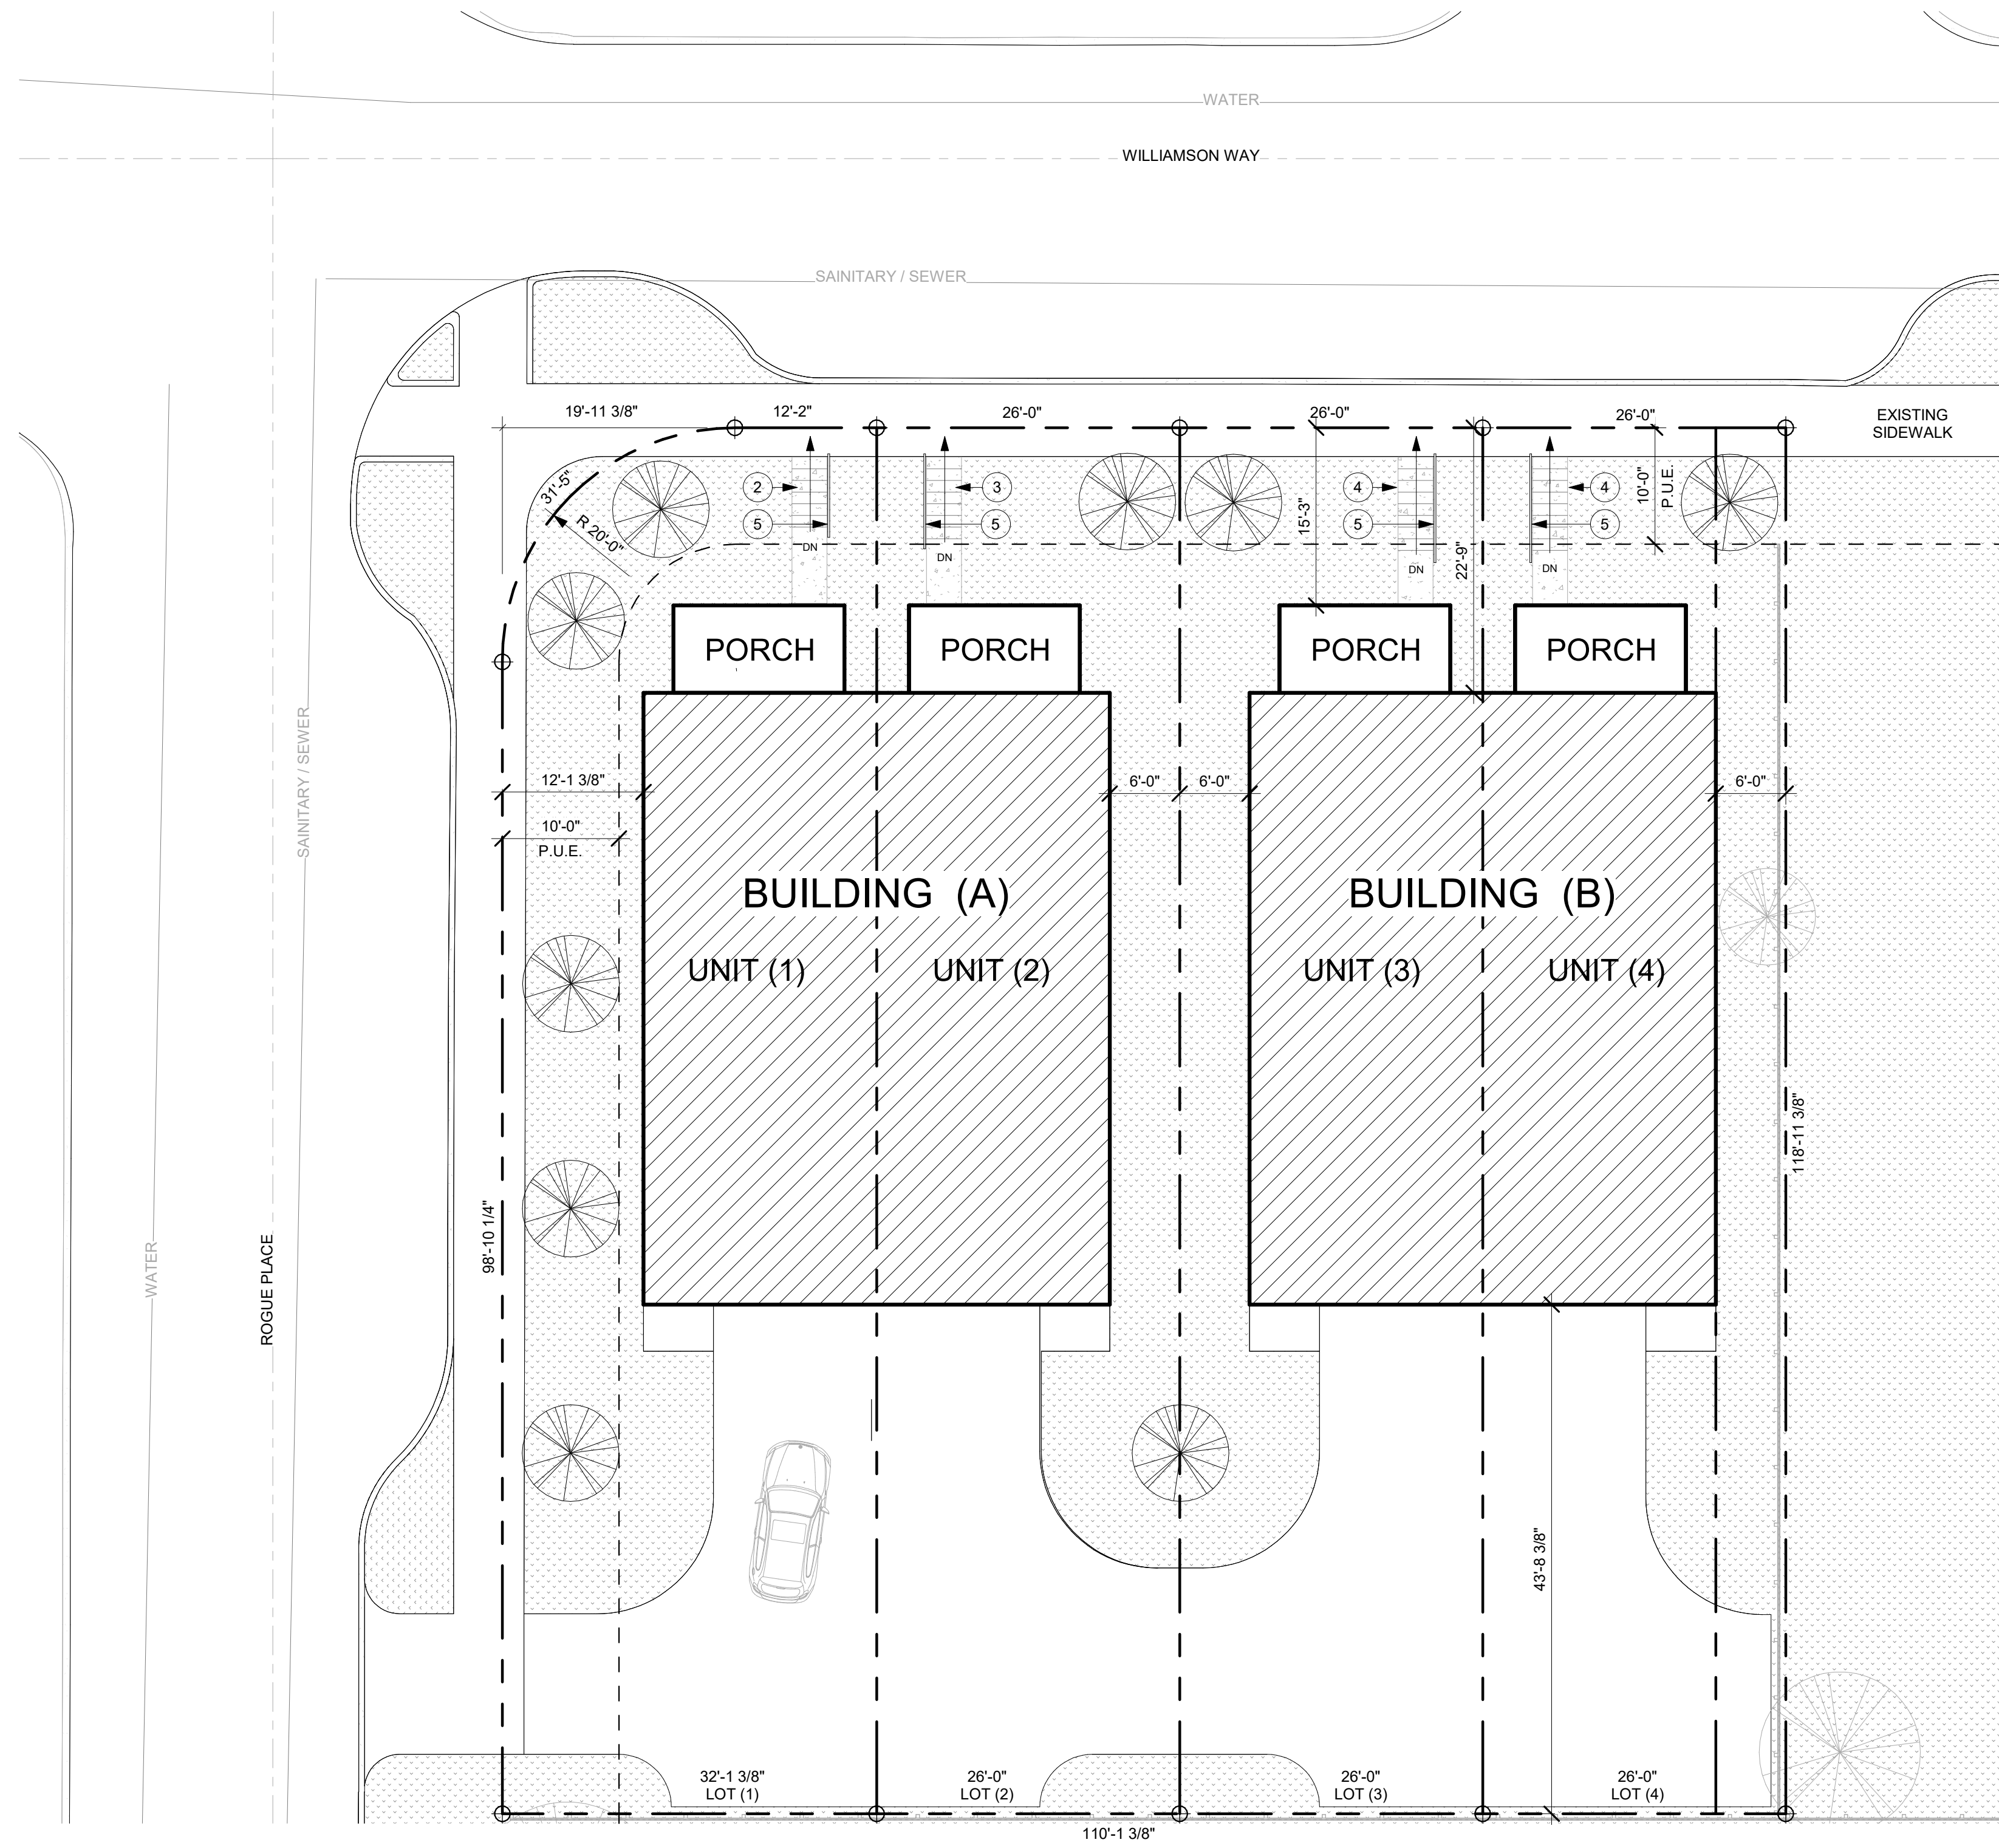 WATER
WILLIAMSON WAY
SAINITARY / SEWER
19'-11 3/8"
12'-2"
26'-0"
26'-0"
26'-0"
EXISTING
SIDEWALK
31'-5"
R 20'-0"
2
3
4
4
5
5
5
5
DN
DN
DN
DN
15'-3"
22'-9"
10'-0"
P.U.E.
PORCH
PORCH
PORCH
PORCH
12'-1 3/8"
6'-0"
6'-0"
6'-0"
10'-0"
P.U.E.
SAINITARY / SEWER
BUILDING (A)
BUILDING (B)
UNIT (1)
UNIT (2)
UNIT (3)
UNIT (4)
118'-11 3/8"
98'-10 1/4"
WATER
ROGUE PLACE
43'-8 3/8"
32'-1 3/8"
LOT (1)
26'-0"
LOT (2)
26'-0"
LOT (3)
26'-0"
LOT (4)
110'-1 3/8"